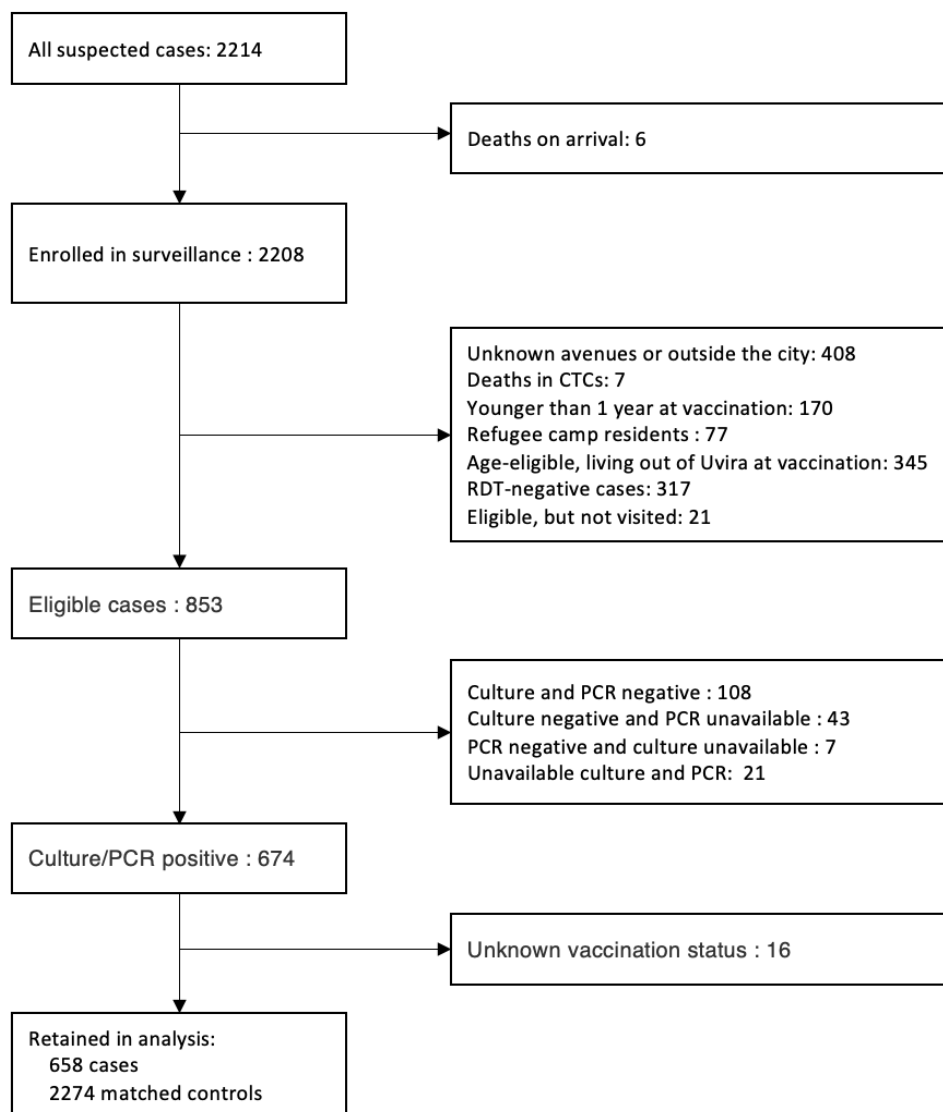 All suspected cases: 2214
Deaths on arrival: 6
Enrolled in surveillance : 2208
Unknown avenues or outside the city: 408
Deaths in CTCs: 7
Younger than 1 year at vaccination: 170
Refugee camp residents : 77
Age-eligible, living out of Uvira at vaccination: 345
RDT-negative cases: 317
Eligible, but not visited: 21
Eligible cases : 853
Culture and PCR negative : 108
Culture negative and PCR unavailable : 43
PCR negative and culture unavailable : 7
Unavailable culture and PCR:  21
Culture/PCR positive : 674
Unknown vaccination status : 16
Retained in analysis:
658 cases
2274 matched controls